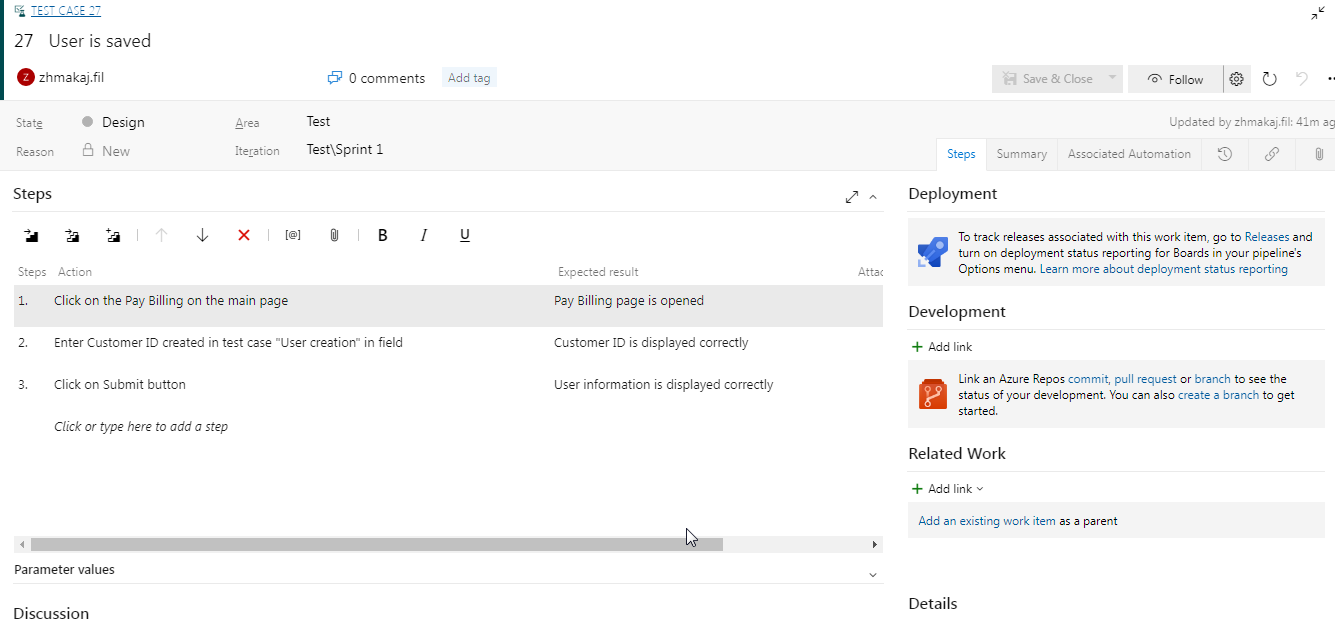 TEST CASE 27
27 User is saved
Z zhmakaj.fil
0 comments
Add tag
Save & Close
Follow
State
Design
Area
Test
Updated by zhmakaj.fil: 41m ag
Reason
New
Iteration
Test\Sprint 1
Steps
Summary
Associated Automation
Steps
[@]
B
I
U
Steps Action Expected result Attac
1. Click on the Pay Billing on the main page Pay Billing page is opened
2. Enter Customer ID created in test case "User creation" in field Customer ID is displayed correctly
3. Click on Submit button User information is displayed correctly
Click or type here to add a step
Parameter values
Discussion
Deployment
To track releases associated with this work item, go to Releases and
turn on deployment status reporting for Boards in your pipeline's
Options menu. Learn more about deployment status reporting
Development
+ Add link
Link an Azure Repos commit, pull request or branch to see the
status of your development. You can also create a branch to get
started.
Related Work
+ Add link
Add an existing work item as a parent
Details